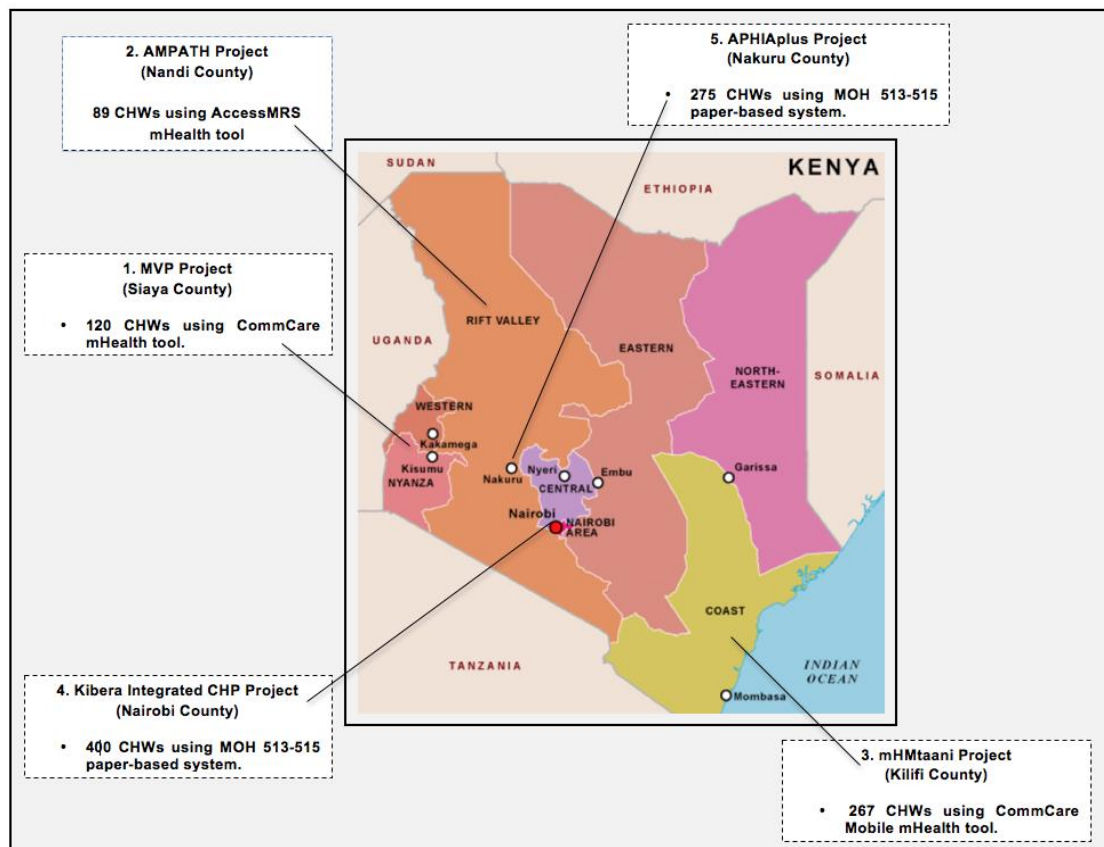 2. AMPATH Project
(Nandi County)
89 CHWs using AccessMRS
mHealth tool
5. APHIAplus Project
(Nakuru County)
• 275 CHWs using MOH 513-515
paper-based system.
1. MVP Project
(Siaya County)
• 120 CHWs using CommCare
mHealth tool.
SUDAN
ETHIOPIA
KENYA
RIFT VALLEY
UGANDA
EASTERN
NORTH-
EASTERN
SOMALIA
WESTERN
Kakamega
Kisumu
NYANZA
Nakuru
Nyeri
CENTRAL
Embu
Garissa
Nairobi
NAIROBI
AREA
COAST
TANZANIA
INDIAN
OCEAN
Mombasa
4. Kibera Integrated CHP Project
(Nairobi County)
• 400 CHWs using MOH 513-515
paper-based system.
3. mHMtaani Project
(Kilifi County)
• 267 CHWs using CommCare
Mobile mHealth tool.